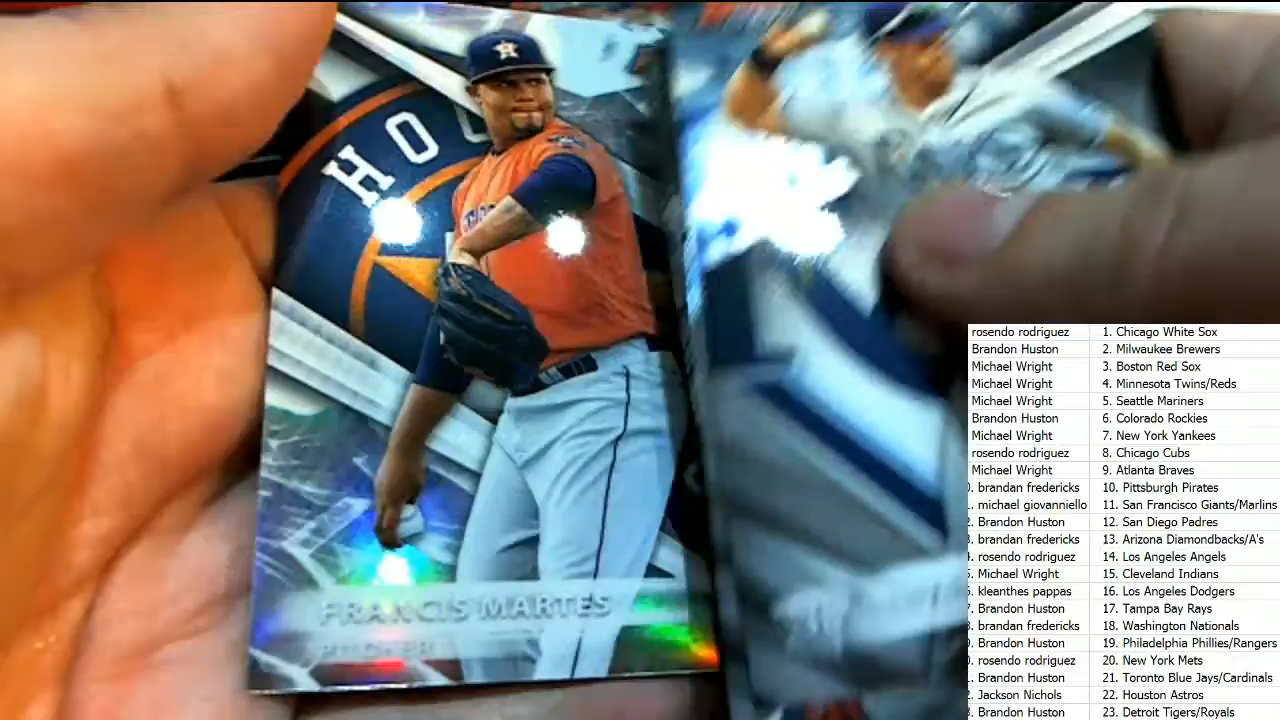 HOU
FRANCIS MARTES
PITCHER
rosendo rodriguez 1. Chicago White Sox
Brandon Huston 2. Milwaukee Brewers
Michael Wright 3. Boston Red Sox
Michael Wright 4. Minnesota Twins/Reds
Michael Wright 5. Seattle Mariners
Brandon Huston 6. Colorado Rockies
Michael Wright 7. New York Yankees
rosendo rodriguez 8. Chicago Cubs
Michael Wright 9. Atlanta Braves
brandan fredericks 10. Pittsburgh Pirates
michael giovanniello 11. San Francisco Giants/Marlins
Brandon Huston 12. San Diego Padres
brandan fredericks 13. Arizona Diamondbacks/A's
rosendo rodriguez 14. Los Angeles Angels
Michael Wright 15. Cleveland Indians
kleanthes pappas 16. Los Angeles Dodgers
Brandon Huston 17. Tampa Bay Rays
brandan fredericks 18. Washington Nationals
Brandon Huston 19. Philadelphia Phillies/Rangers
rosendo rodriguez 20. New York Mets
Brandon Huston 21. Toronto Blue Jays/Cardinals
Jackson Nichols 22. Houston Astros
Brandon Huston 23. Detroit Tigers/Royals